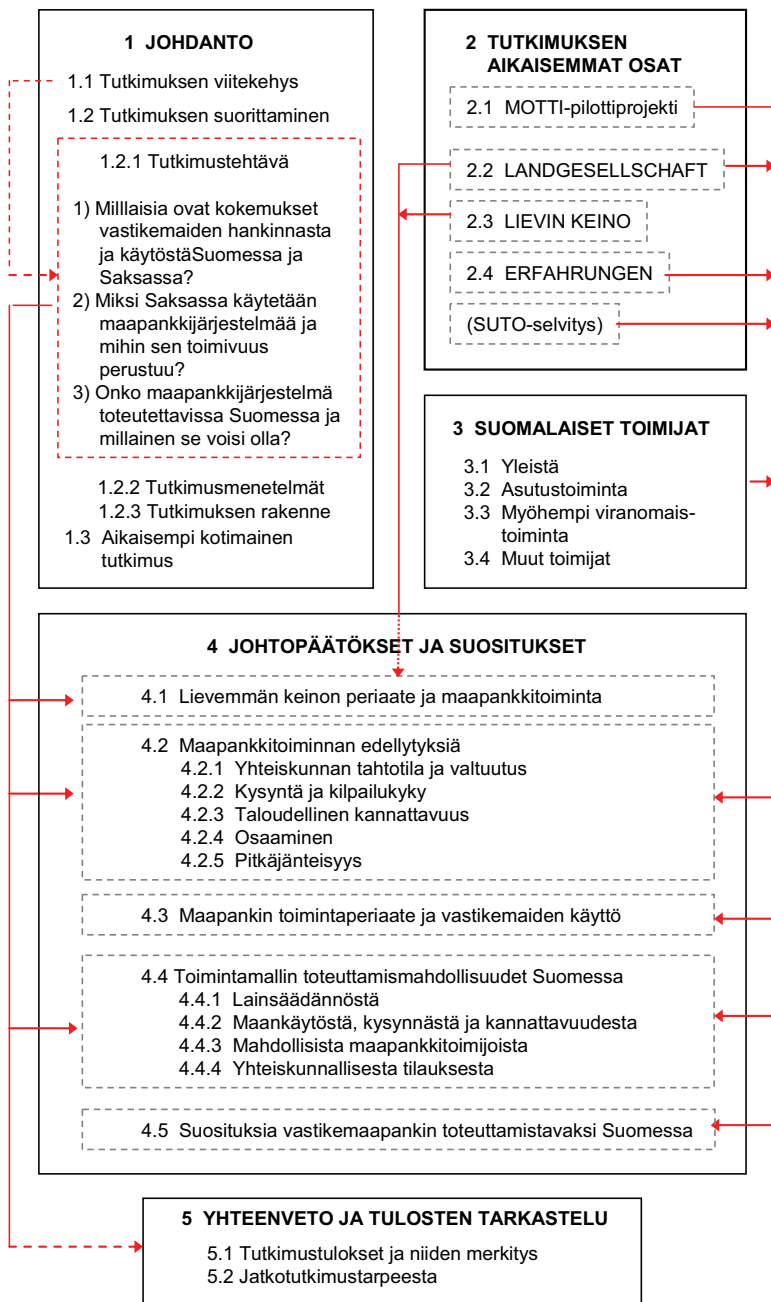 1 JOHDANTO
1.1 Tutkimuksen viitekehys
1.2 Tutkimuksen suorittaminen
1.2.1 Tutkimustehtävä
1) Milllaisia ovat kokemukset
vastikemaiden hankinnasta
ja käytöstäSuomessa ja
Saksassa?
2) Miksi Saksassa käytetään
maapankkijärjestelmää ja
mihin sen toimivuus
perustuu?
3) Onko maapankkijärjestelmä
toteutettavissa Suomessa ja
millainen se voisi olla?
1.2.2 Tutkimusmenetelmät
1.2.3 Tutkimuksen rakenne
1.3 Aikaisempi kotimainen
tutkimus
2 TUTKIMUKSEN
AIKAISEMMAT OSAT
2.1 MOTTI-pilottiprojekti
2.2 LANDGESELLSCHAFT
2.3 LIEVIN KEINO
2.4 ERFAHRUNGEN
(SUTO-selvitys)
3 SUOMALAISET TOIMIJAT
3.1 Yleistä
3.2 Asutustoiminta
3.3 Myöhempi viranomais-
toiminta
3.4 Muut toimijat
4 JOHTOPÄÄTÖKSET JA SUOSITUKSET
4.1 Lievemmän keinon periaate ja maapankkitoiminta
4.2 Maapankkitoiminnan edellytyksiä
4.2.1 Yhteiskunnan tahtotila ja valtuutus
4.2.2 Kysyntä ja kilpailukyky
4.2.3 Taloudellinen kannattavuus
4.2.4 Osaaminen
4.2.5 Pitkäjänteisyys
4.3 Maapankin toimintaperiaate ja vastikemaiden käyttö
4.4 Toimintamallin toteuttamismahdollisuudet Suomessa
4.4.1 Lainsäädännöstä
4.4.2 Maankäytöstä, kysynnästä ja kannattavuudesta
4.4.3 Mahdollisista maapankkitoimijoista
4.4.4 Yhteiskunnallisesta tilauksesta
4.5 Suosituksia vastikemaapankin toteuttamistavaksi Suomessa
5 YHTEENVETO JA TULOSTEN TARKASTELU
5.1 Tutkimustulokset ja niiden merkitys
5.2 Jatkotutkimustarpeesta